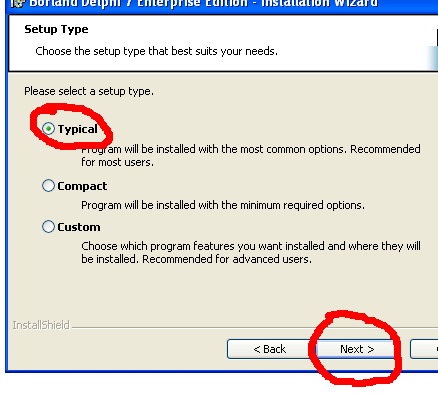 Borland Delphi 7 Enterprise Edition - Installation Wizard
Setup Type
Choose the setup type that best suits your needs.
Please select a setup type.
Typical
Program will be installed with the most common options. Recommended
for most users.
Compact
Program will be installed with the minimum required options.
Custom
Choose which program features you want installed and where they will
be installed. Recommended for advanced users.
InstallShield
< Back Next >